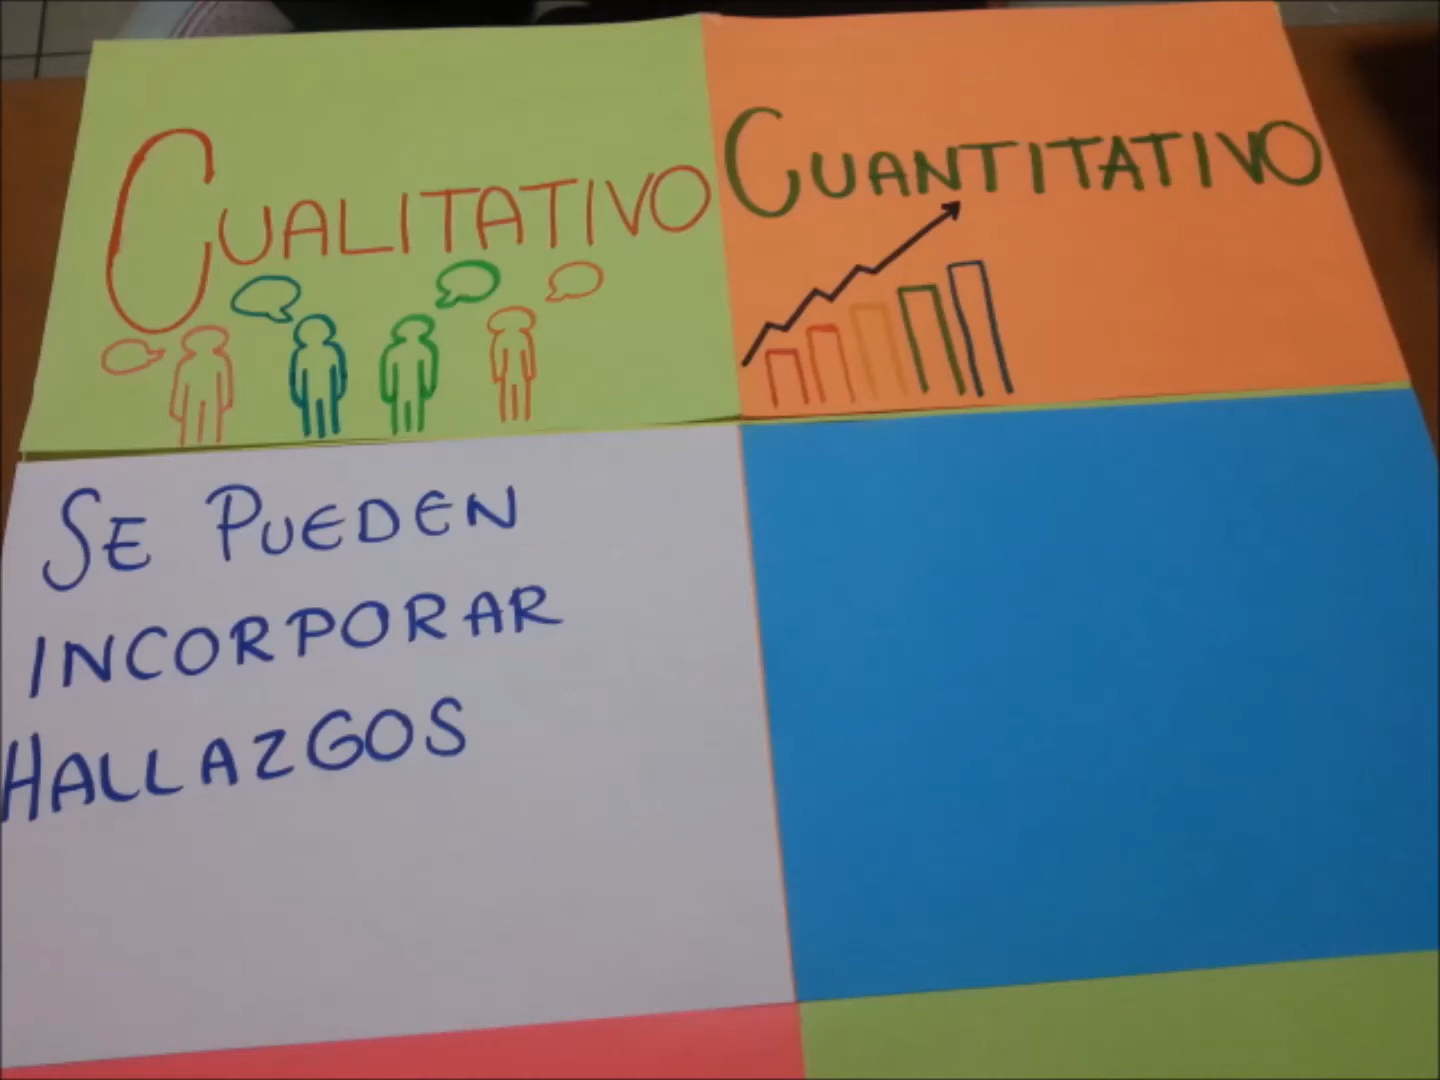 CUALITATIVO
CUANTITATIVO
SE PUEDEN
INCORPORAR
HALLAZGOS